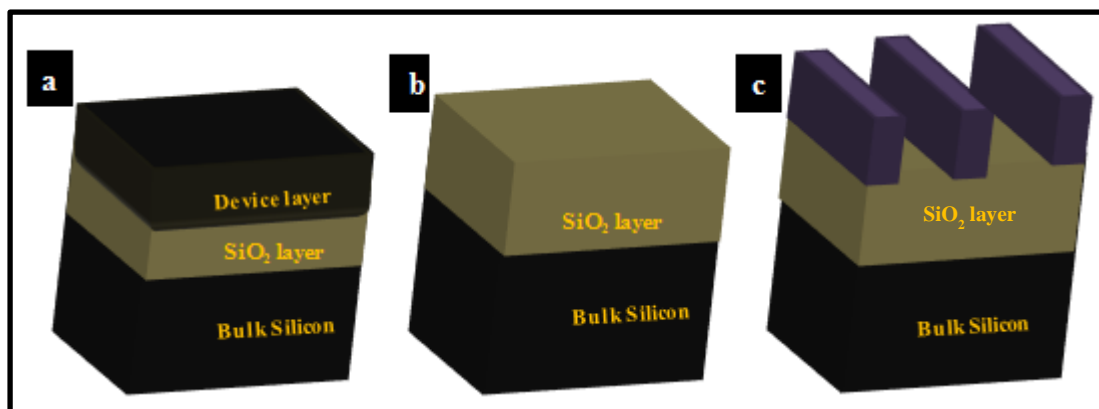 a
Device layer
SiO₂ layer
Bulk Silicon
b
SiO₂ layer
Bulk Silicon
c
SiO₂ layer
Bulk Silicon